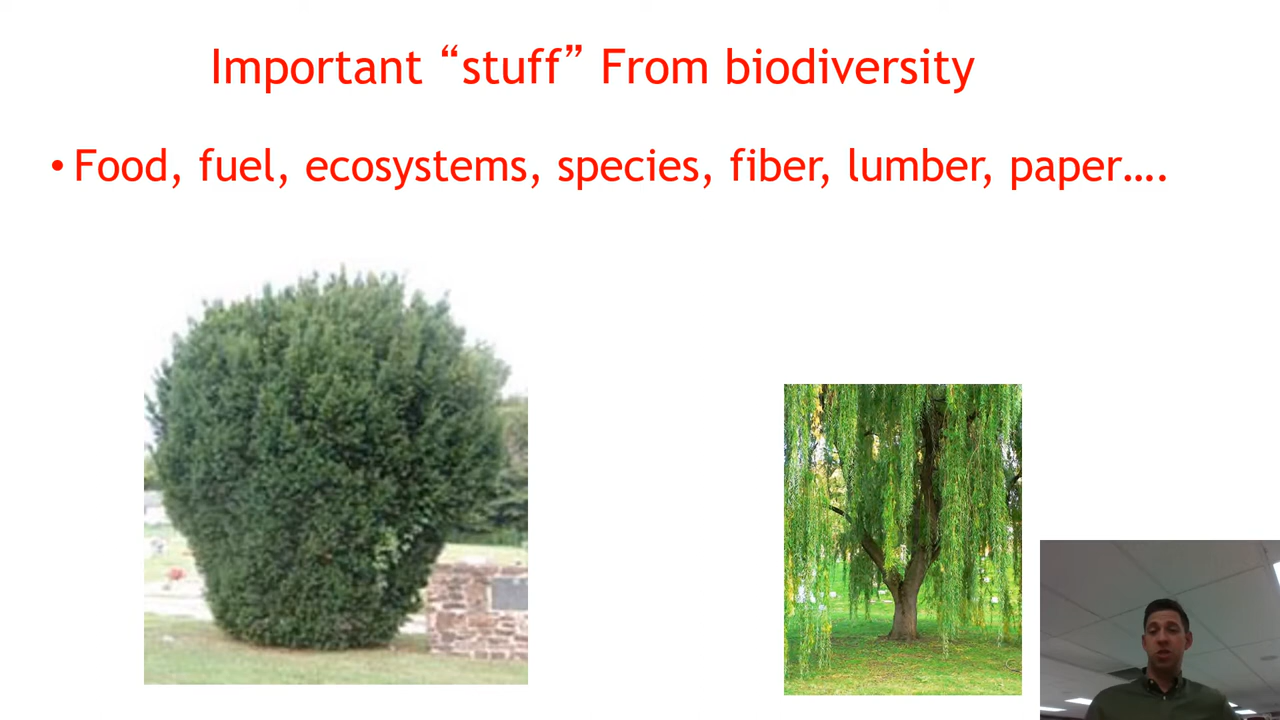 Important “stuff” From biodiversity
• Food, fuel, ecosystems, species, fiber, lumber, paper….